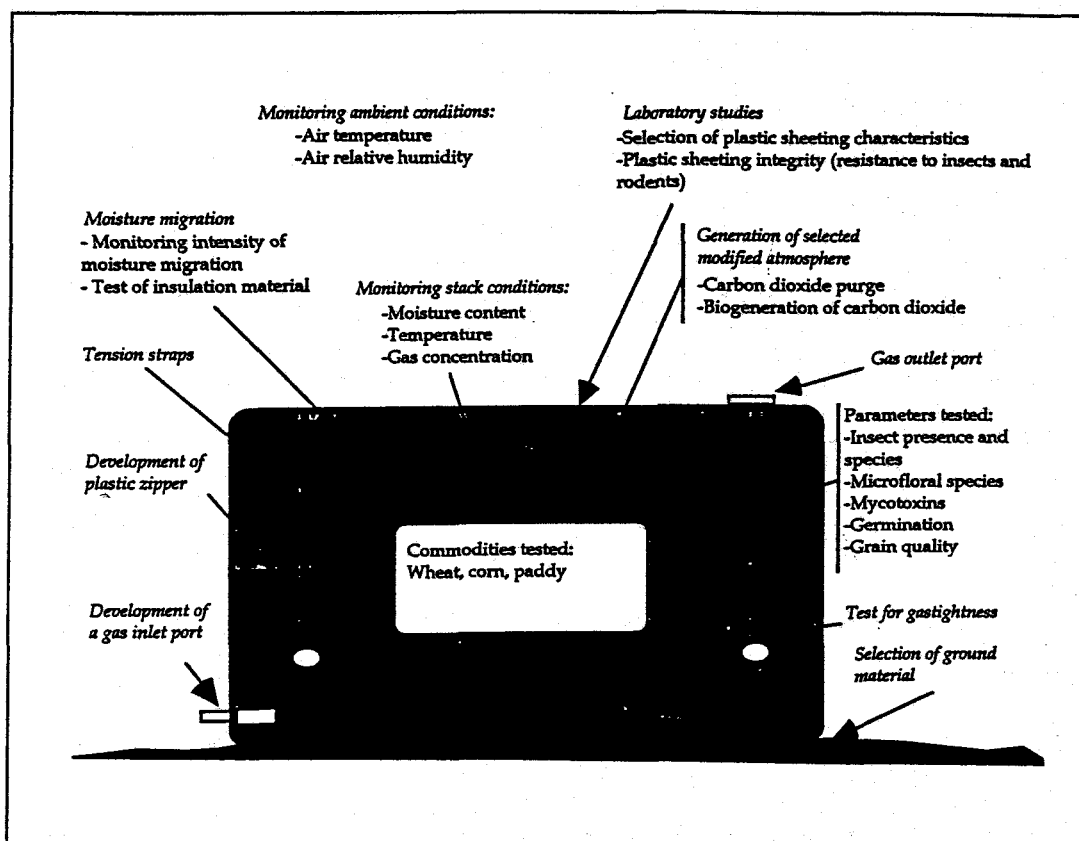 Monitoring ambient conditions:
-Air temperature
-Air relative humidity
Laboratory studies
-Selection of plastic sheeting characteristics
-Plastic sheeting integrity (resistance to insects and
rodents)
Moisture migration
- Monitoring intensity of
moisture migration
- Test of insulation material
Monitoring stack conditions:
-Moisture content
-Temperature
-Gas concentration
Generation of selected
modified atmosphere
-Carbon dioxide purge
-Biogeneration of carbon dioxide
Tension straps
Gas outlet port
Development of
plastic zipper
Parameters tested:
-Insect presence and
species
-Microfloral species
-Mycotoxins
-Germination
-Grain quality
Commodities tested:
Wheat, corn, paddy
Development of
a gas inlet port
Test for gastightness
Selection of ground
material